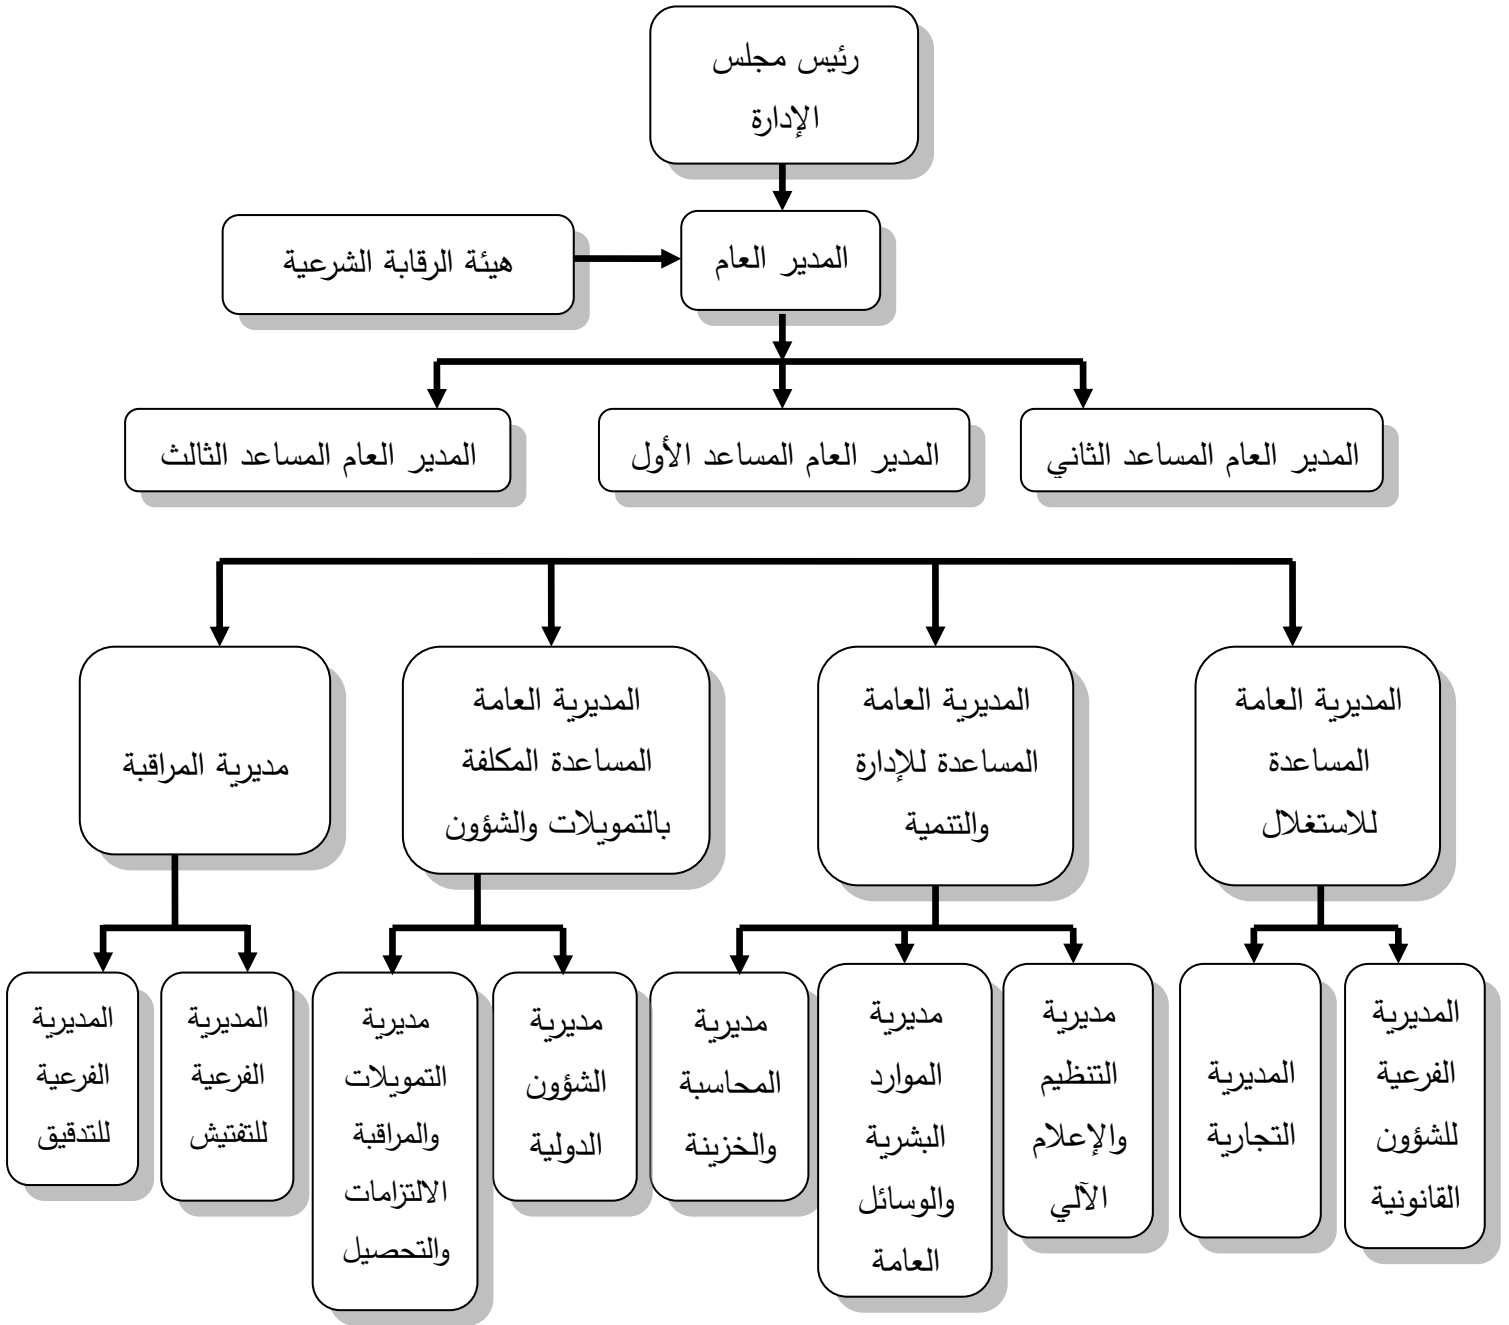 رئيس مجلس
الإدارة
المدير العام
هيئة الرقابة الشرعية
المدير العام المساعد الثاني
المدير العام المساعد الأول
المدير العام المساعد الثالث
المديرية العامة
المساعدة
للاستغلال
المديرية العامة
المساعدة للإدارة
والتنمية
المديرية العامة
المساعدة المكلفة
بالتمويلات والشؤون
مديرية المراقبة
المديرية
الفرعية
للشؤون
القانونية
المديرية
التجارية
مديرية
التنظيم
والإعلام
الآلي
مديرية
الموارد
البشرية
والوسائل
العامة
مديرية
المحاسبة
والخزينة
مديرية
الشؤون
الدولية
مديرية
التمويلات
والمراقبة
الالتزامات
والتحصيل
المديرية
الفرعية
للتفتيش
المديرية
الفرعية
للتدقيق